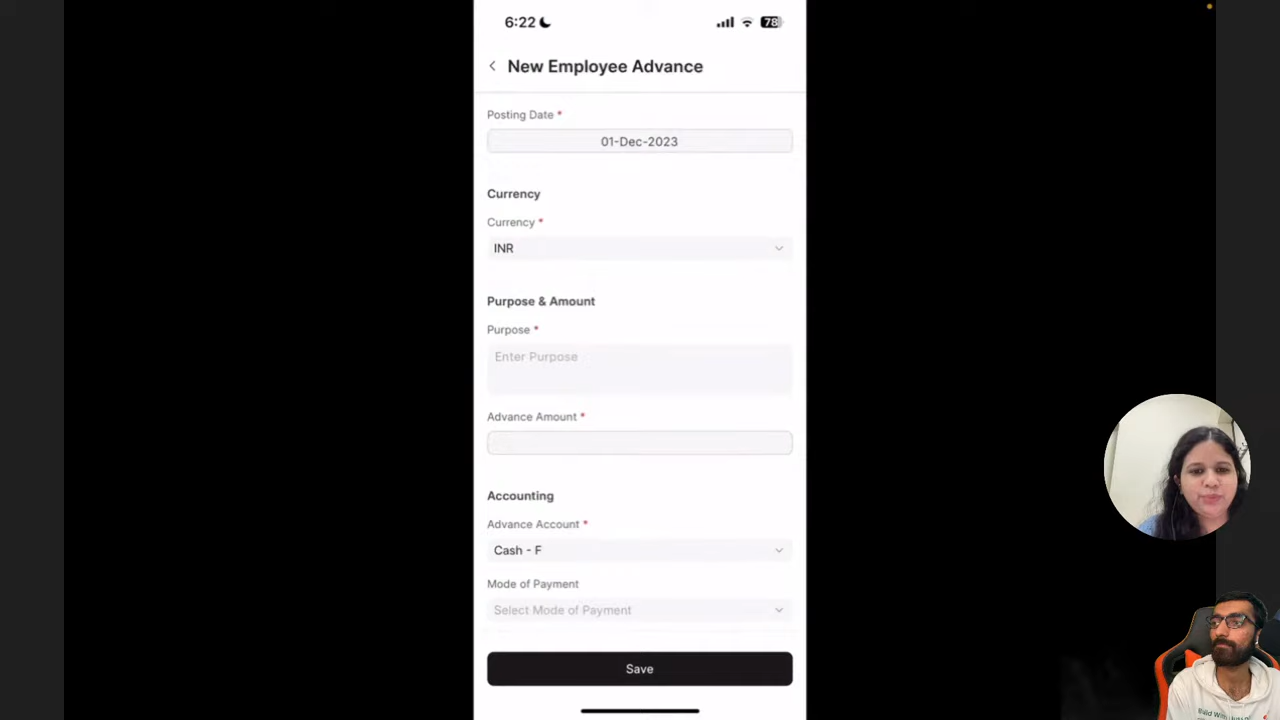 6:22
78
New Employee Advance
Posting Date *
01-Dec-2023
Currency
Currency *
INR
Purpose & Amount
Purpose *
Enter Purpose
Advance Amount *
Accounting
Advance Account *
Cash - F
Mode of Payment
Select Mode of Payment
Save